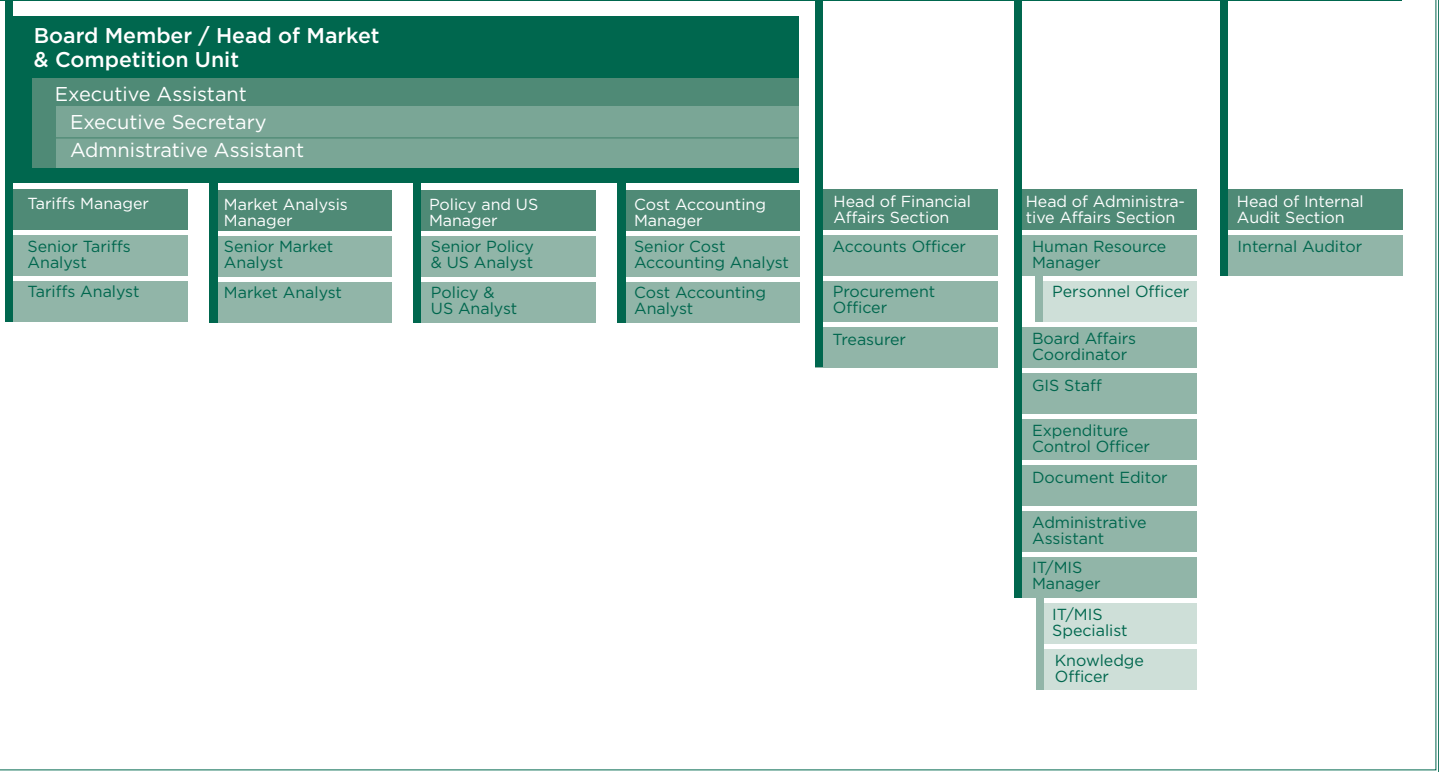 Board Member / Head of Market
& Competition Unit
Executive Assistant
Executive Secretary
Admnistrative Assistant
Tariffs Manager
Senior Tariffs
Analyst
Tariffs Analyst
Market Analysis
Manager
Senior Market
Analyst
Market Analyst
Policy and US
Manager
Senior Policy
& US Analyst
Policy &
US Analyst
Cost Accounting
Manager
Senior Cost
Accounting Analyst
Cost Accounting
Analyst
Head of Financial
Affairs Section
Accounts Officer
Procurement
Officer
Treasurer
Head of Administra-
tive Affairs Section
Human Resource
Manager
Personnel Officer
Board Affairs
Coordinator
GIS Staff
Expenditure
Control Officer
Document Editor
Administrative
Assistant
IT/MIS
Manager
IT/MIS
Specialist
Knowledge
Officer
Head of Internal
Audit Section
Internal Auditor